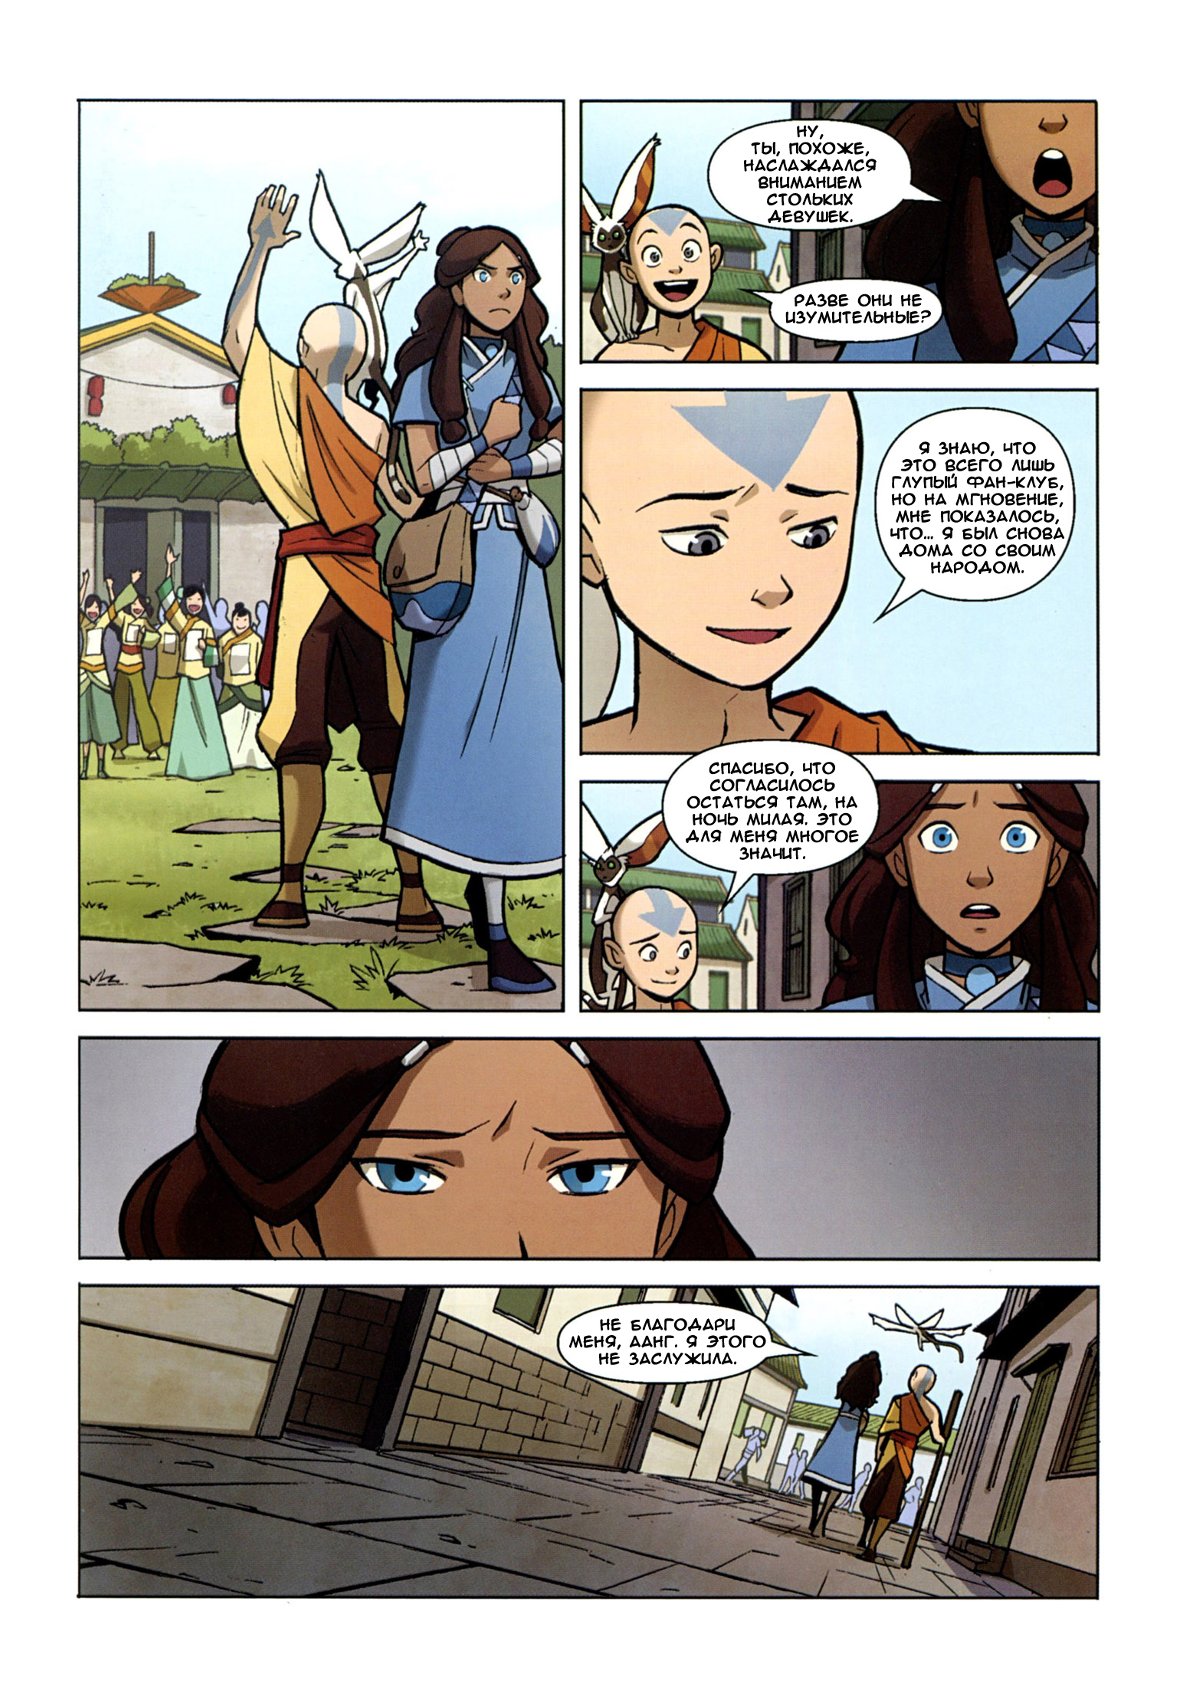 НУ,
ТЫ, ПОХОЖЕ,
НАСЛАЖДАЛСЯ
ВНИМАНИЕМ
СТОЛЬКИХ
ДЕВУШЕК.
РАЗВЕ ОНИ НЕ
ИЗУМИТЕЛЬНЫЕ?
Я ЗНАЮ, ЧТО
ЭТО ВСЕГО ЛИШЬ
ГЛУПЫЙ ФАН-КЛУБ,
НО НА МГНОВЕНИЕ,
МНЕ ПОКАЗАЛОСЬ,
ЧТО... Я БЫЛ СНОВА
ДОМА СО СВОИМ
НАРОДОМ.
СПАСИБО, ЧТО
СОГЛАСИЛОСЬ
ОСТАТЬСЯ ТАМ, НА
НОЧЬ МИЛАЯ. ЭТО
ДЛЯ МЕНЯ МНОГОЕ
ЗНАЧИТ.
НЕ БЛАГОДАРИ
МЕНЯ, ААНГ. Я ЭТОГО
НЕ ЗАСЛУЖИЛА.